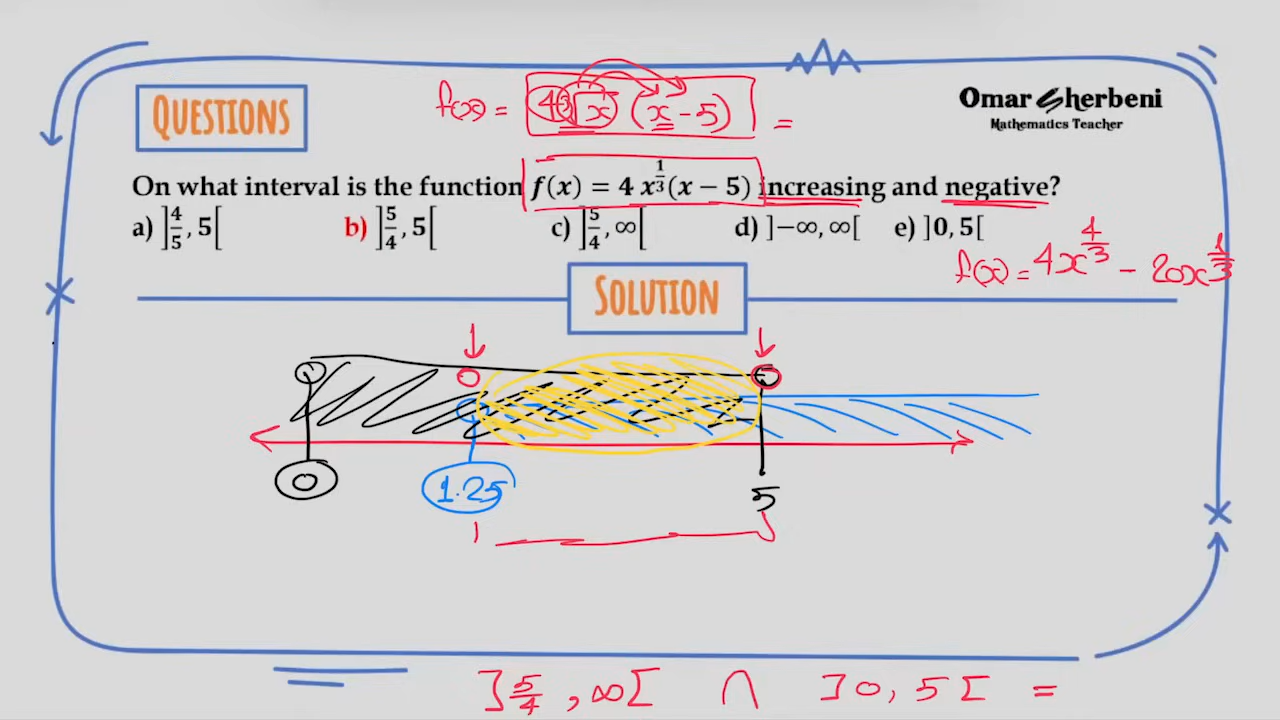 f(x) = 4 ∛x (x − 5) =
Omar Sherbeni
Mathematics Teacher
QUESTIONS
On what interval is the function f(x) = 4 x^{1/3}(x − 5) increasing and negative?
a) ]4/5, 5[ b) ]5/4, 5[ c) ]5/4, ∞[ d) ]−∞, ∞[ e) ]0, 5[
f(x) = 4x^{4/3} − 20x^{1/3}
SOLUTION
0 1.25 5
]5/4, ∞[ ∩ ]0, 5[ =